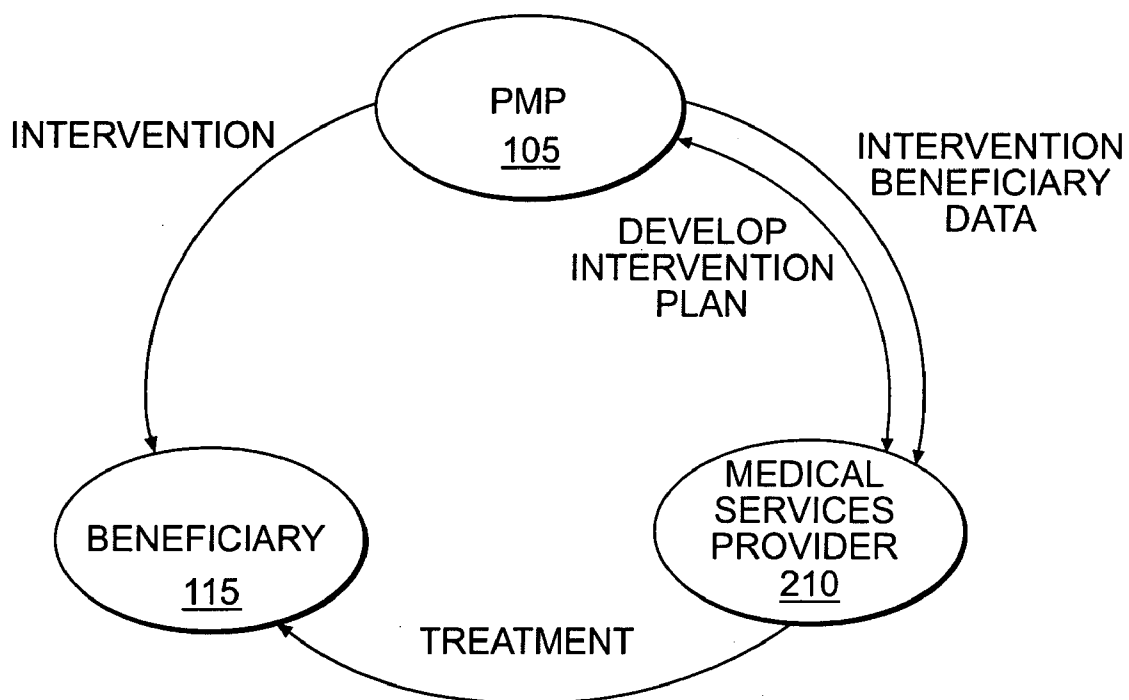 PMP
105
INTERVENTION
INTERVENTION
BENEFICIARY
DATA
DEVELOP
INTERVENTION
PLAN
BENEFICIARY
115
MEDICAL
SERVICES
PROVIDER
210
TREATMENT